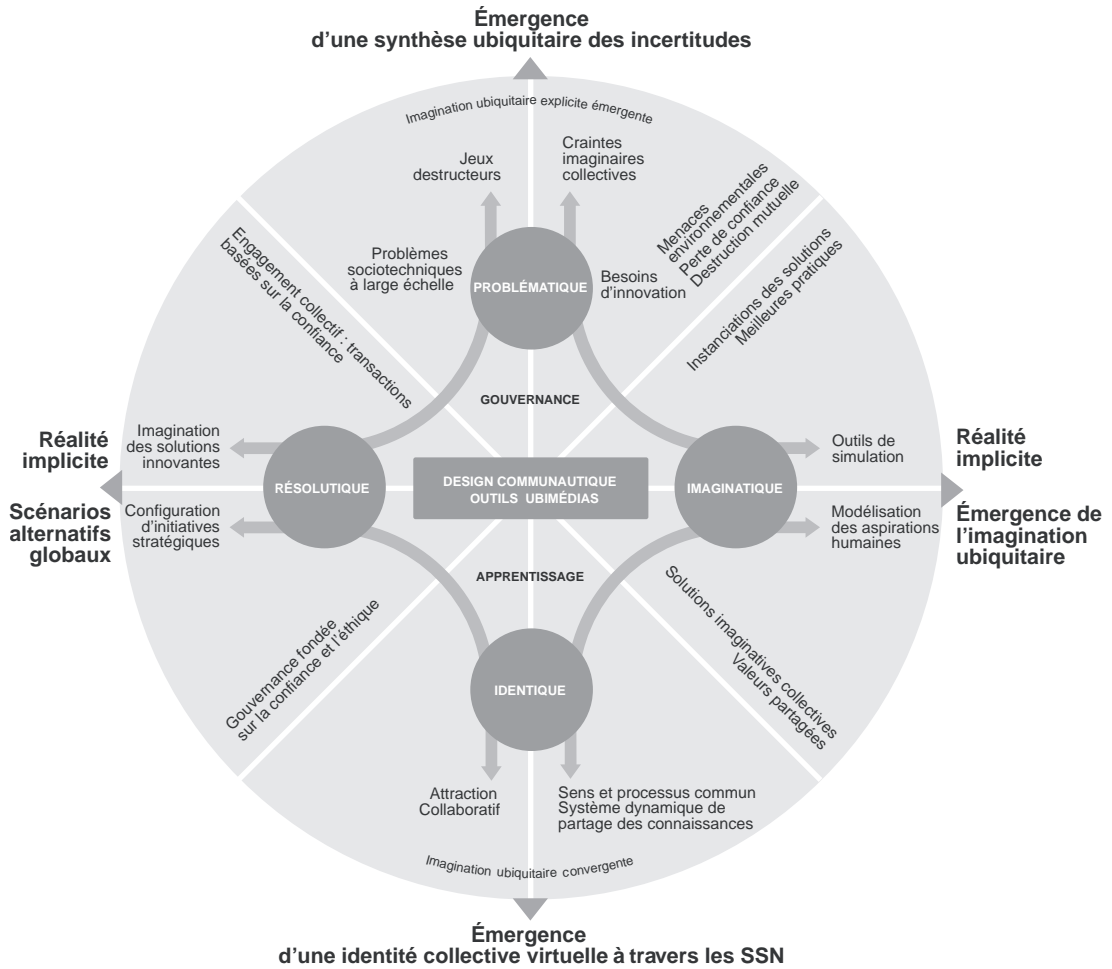 Émergence
d'une synthèse ubiquitaire des incertitudes
Imagination ubiquitaire explicite émergente
Jeux
destructeurs
Craintes
imaginaires
collectives
Menaces
environnementales
Perte de confiance
Destruction mutuelle
Instanciations des solutions
Meilleures pratiques
Engagement collectif : transactions
basées sur la confiance
Problèmes
sociotechniques
à large échelle
PROBLÉMATIQUE
Besoins
d'innovation
GOUVERNANCE
Réalité
implicite
Imagination
des solutions
innovantes
Outils de
simulation
Réalité
implicite
RÉSOLUTIQUE
DESIGN COMMUNAUTIQUE
OUTILS UBIMÉDIAS
IMAGINATIQUE
Scénarios
alternatifs
globaux
Configuration
d'initiatives
stratégiques
Modélisation
des aspirations
humaines
Émergence de
l'imagination
ubiquitaire
APPRENTISSAGE
Gouvernance fondée
sur la confiance et l'éthique
IDENTIQUE
Solutions imaginatives collectives
Valeurs partagées
Attraction
Collaboratif
Sens et processus commun
Système dynamique de
partage des connaissances
Imagination ubiquitaire convergente
Émergence
d'une identité collective virtuelle à travers les SSN